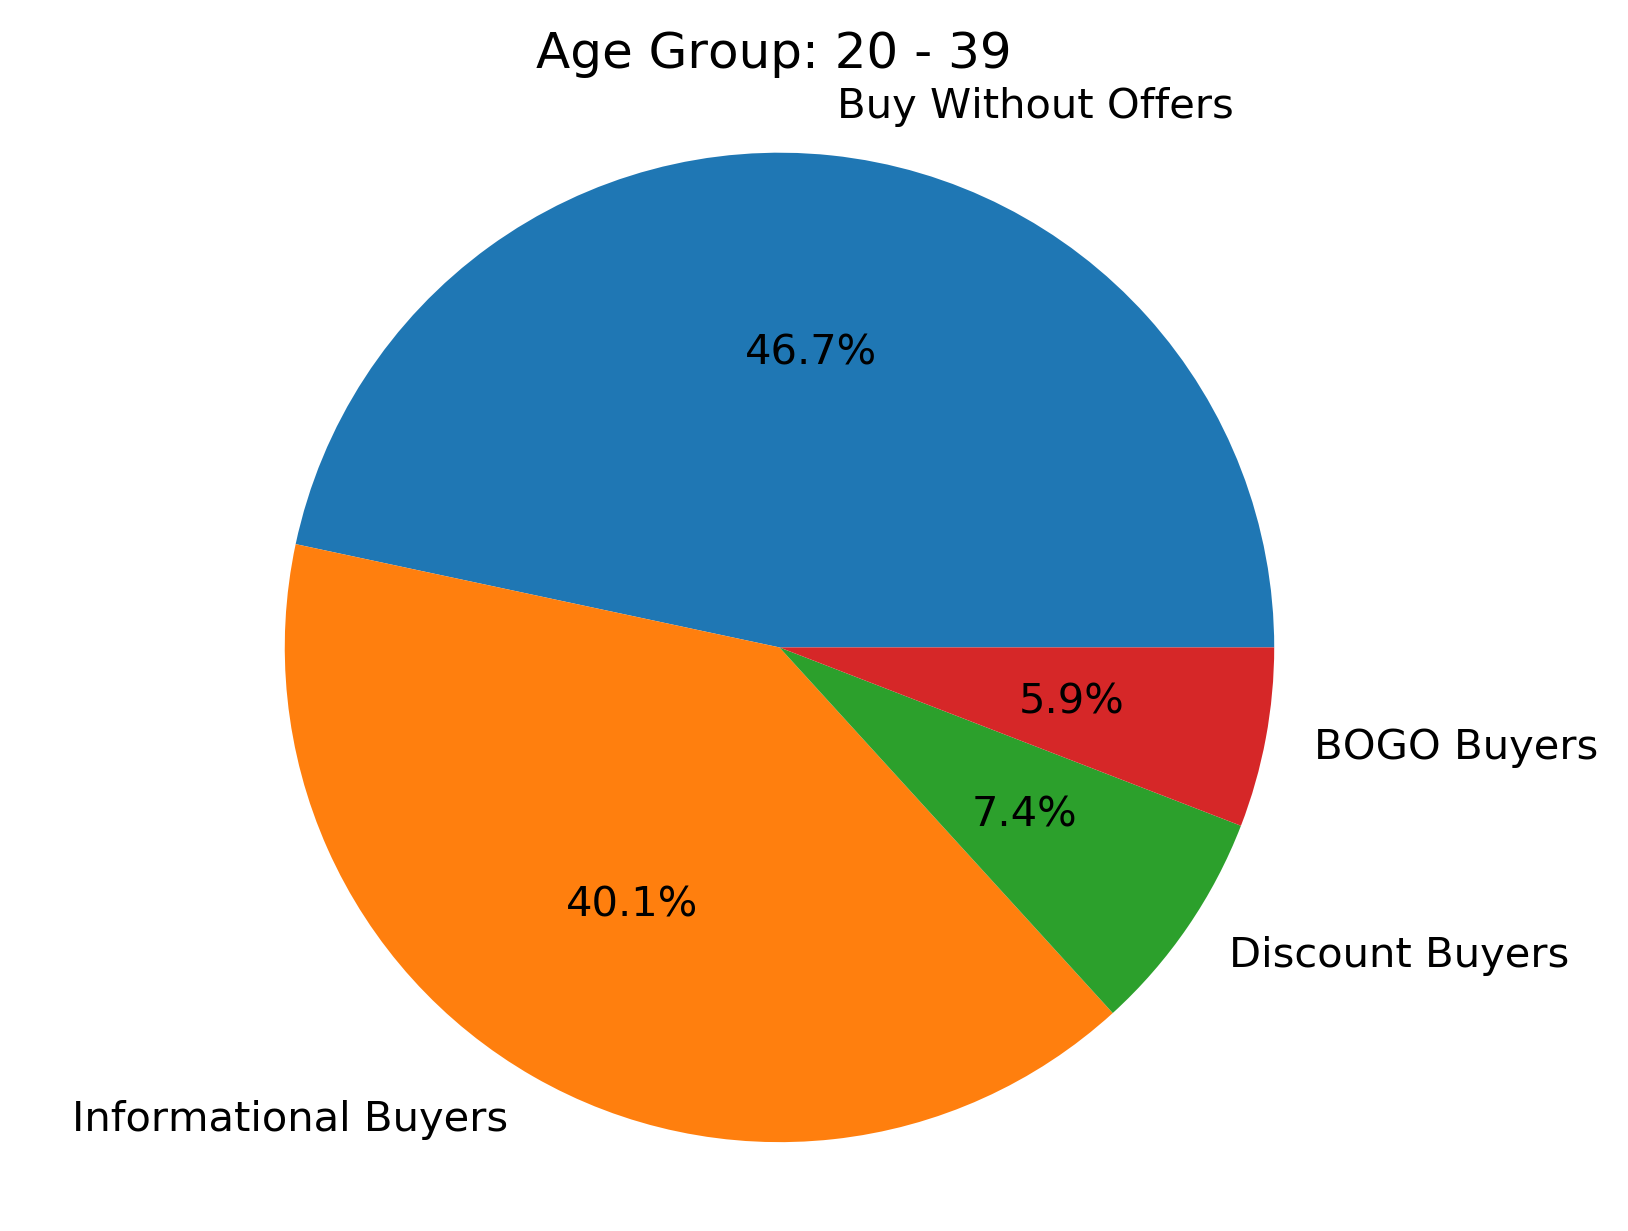 Age Group: 20 - 39
Buy Without Offers
46.7%
5.9%
BOGO Buyers
7.4%
40.1%
Discount Buyers
Informational Buyers